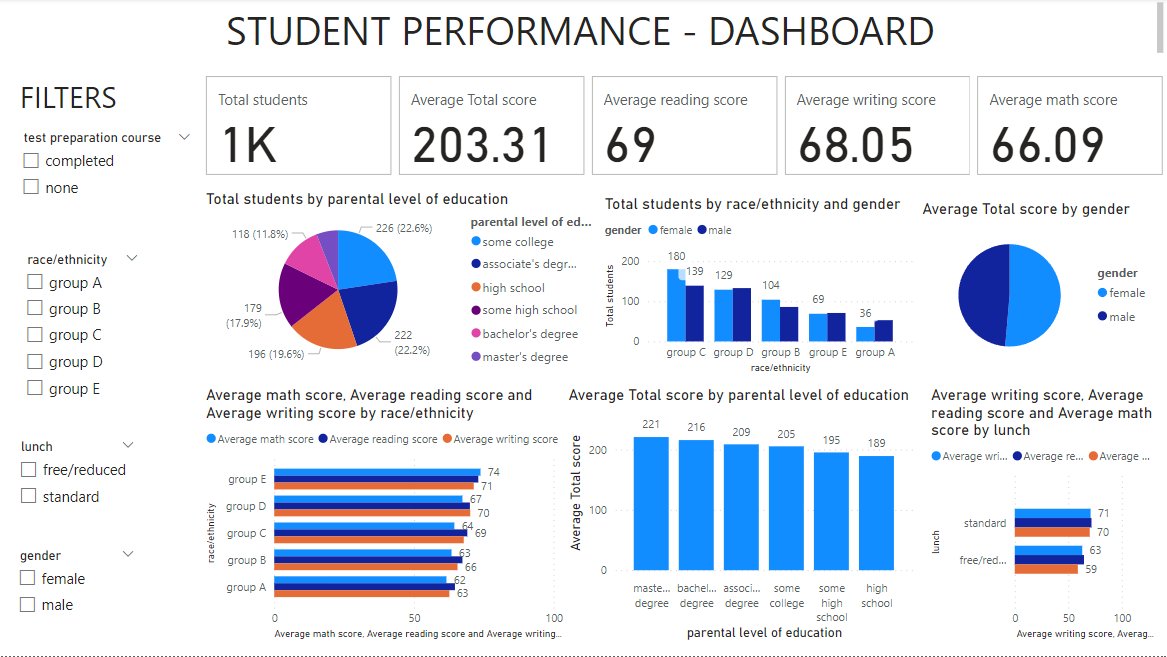 STUDENT PERFORMANCE - DASHBOARD
FILTERS
test preparation course
completed
none
race/ethnicity
group A
group B
group C
group D
group E
lunch
free/reduced
standard
gender
female
male
Total students
1K
Average Total score
203.31
Average reading score
69
Average writing score
68.05
Average math score
66.09
Total students by parental level of education
226 (22.6%)
222
(22.2%)
196 (19.6%)
179
(17.9%)
118 (11.8%)
parental level of ed...
some college
associate's degr...
high school
some high school
bachelor's degree
master's degree
Total students by race/ethnicity and gender
gender female male
Total students
200
100
0
180
139
129
104
69
36
group C group D group B group E group A
race/ethnicity
Average Total score by gender
gender
female
male
Average math score, Average reading score and
Average writing score by race/ethnicity
Average math score Average reading score Average writing score
race/ethnicity
group E
74
71
group D
67
70
group C
64
69
group B
63
66
group A
62
63
0 50 100
Average math score, Average reading score and Average writing...
Average Total score by parental level of education
Average Total score
200
100
0
221
216
209
205
195
189
maste...
degree
bachel...
degree
associ...
degree
some
college
some
high
school
high
school
parental level of education
Average writing score, Average
reading score and Average math
score by lunch
Average wri... Average re... Average ...
lunch
standard
71
70
free/red...
63
59
0 50 100
Average writing score, Averag...